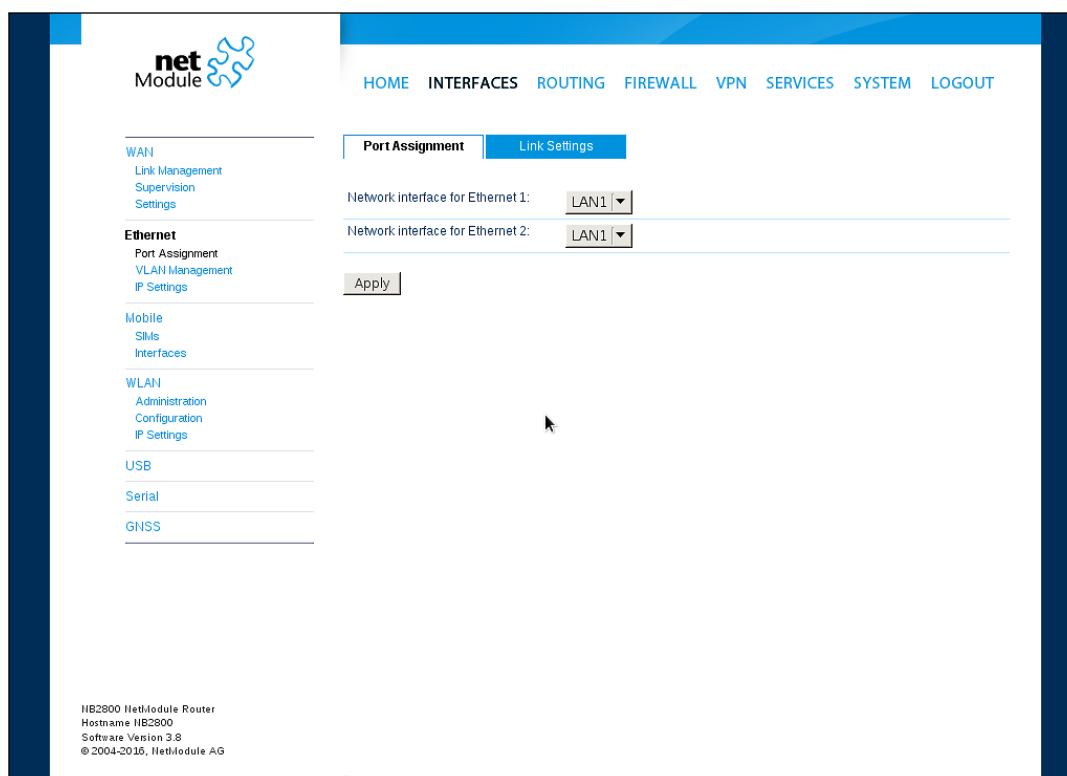 net
Module
HOME INTERFACES ROUTING FIREWALL VPN SERVICES SYSTEM LOGOUT
WAN
Link Management
Supervision
Settings
Ethernet
Port Assignment
VLAN Management
IP Settings
Mobile
SIMs
Interfaces
WLAN
Administration
Configuration
IP Settings
USB
Serial
GNSS
Port Assignment Link Settings
Network interface for Ethernet 1: LAN1
Network interface for Ethernet 2: LAN1
Apply
NB2800 NetModule Router
Hostname NB2800
Software Version 3.8
© 2004-2016, NetModule AG